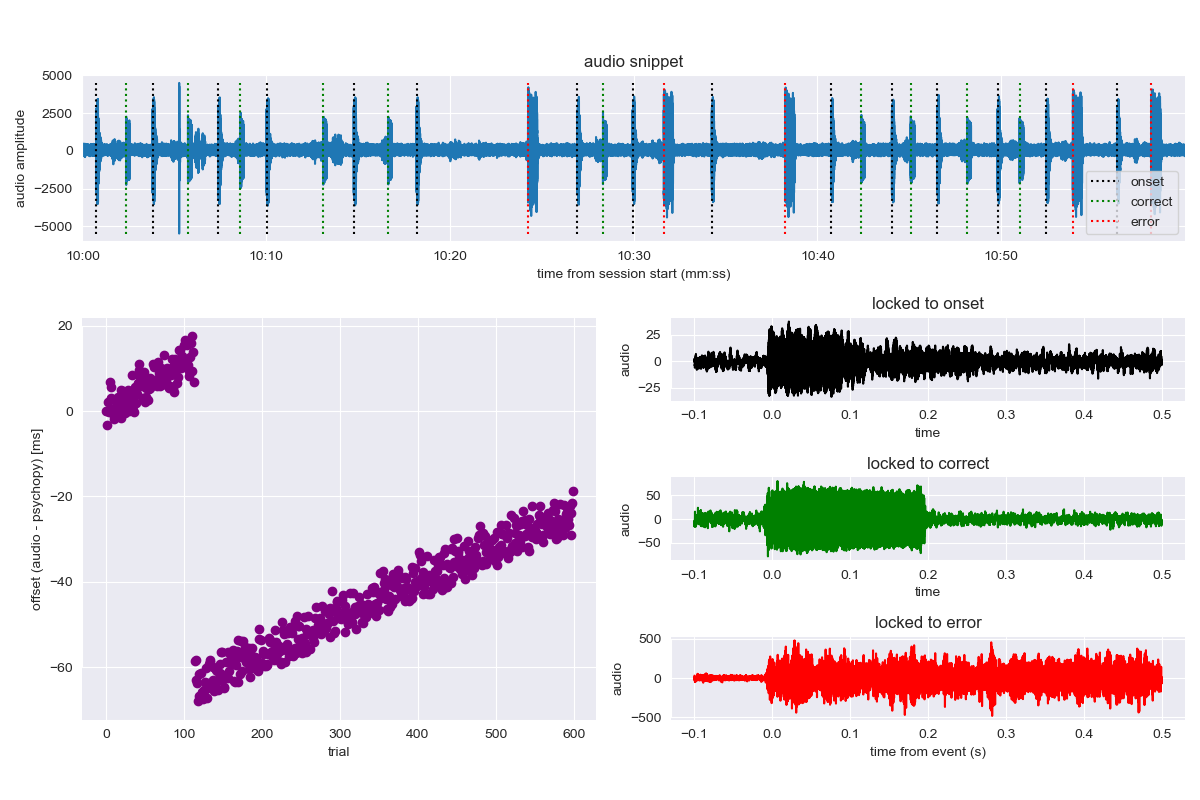 audio snippet
5000
2500
0
−2500
−5000
audio amplitude
onset
correct
error
10:00 10:10 10:20 10:30 10:40 10:50
time from session start (mm:ss)
20
0
−20
−40
−60
offset (audio - psychopy) [ms]
0 100 200 300 400 500 600
trial
locked to onset
25
0
−25
audio
−0.1 0.0 0.1 0.2 0.3 0.4 0.5
time
locked to correct
50
0
−50
audio
−0.1 0.0 0.1 0.2 0.3 0.4 0.5
time
locked to error
500
0
−500
audio
−0.1 0.0 0.1 0.2 0.3 0.4 0.5
time from event (s)